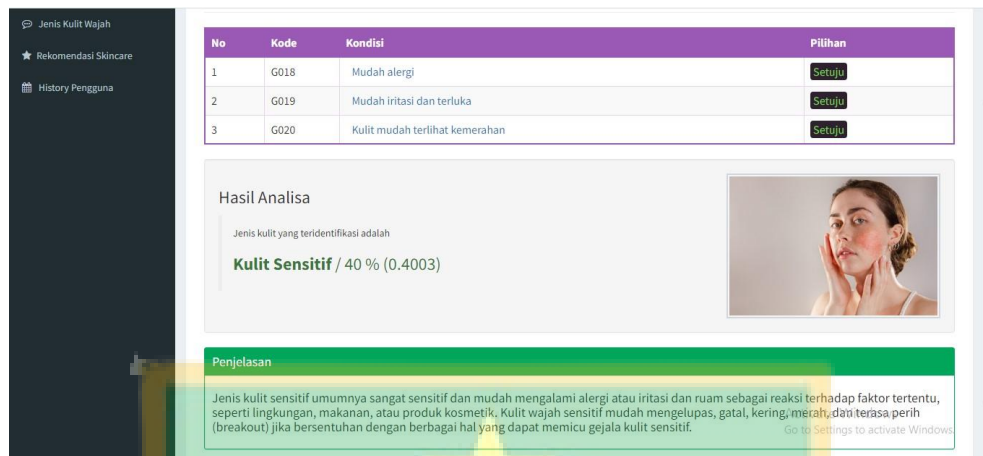 Jenis Kulit Wajah
Rekomendasi Skincare
History Pengguna
No Kode Kondisi Pilihan
1 G018 Mudah alergi Setuju
2 G019 Mudah iritasi dan terluka Setuju
3 G020 Kulit mudah terlihat kemerahan Setuju
Hasil Analisa
Jenis kulit yang teridentifikasi adalah
Kulit Sensitif / 40 % (0.4003)
Penjelasan
Jenis kulit sensitif umumnya sangat sensitif dan mudah mengalami alergi atau iritasi dan ruam sebagai reaksi terhadap faktor tertentu,
seperti lingkungan, makanan, atau produk kosmetik. Kulit wajah sensitif mudah mengelupas, gatal, kering, merah, dan terasa perih
(breakout) jika bersentuhan dengan berbagai hal yang dapat memicu gejala kulit sensitif.
Go to Settings to activate Windows.